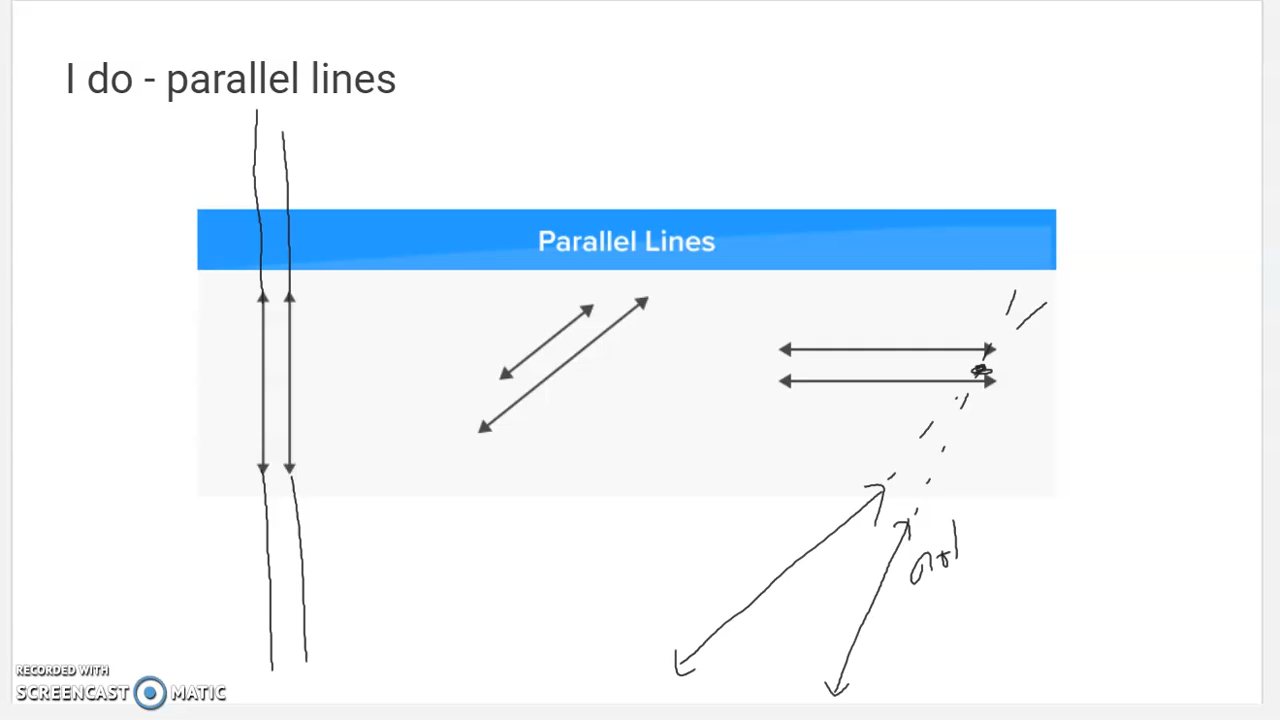 I do - parallel lines
Parallel Lines
RECORDED WITH
SCREENCAST MATIC